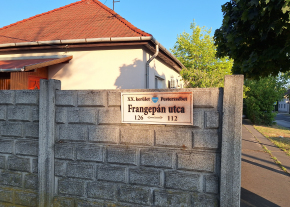 XX. kerület Pesterzsébet
Frangepán utca
126 112